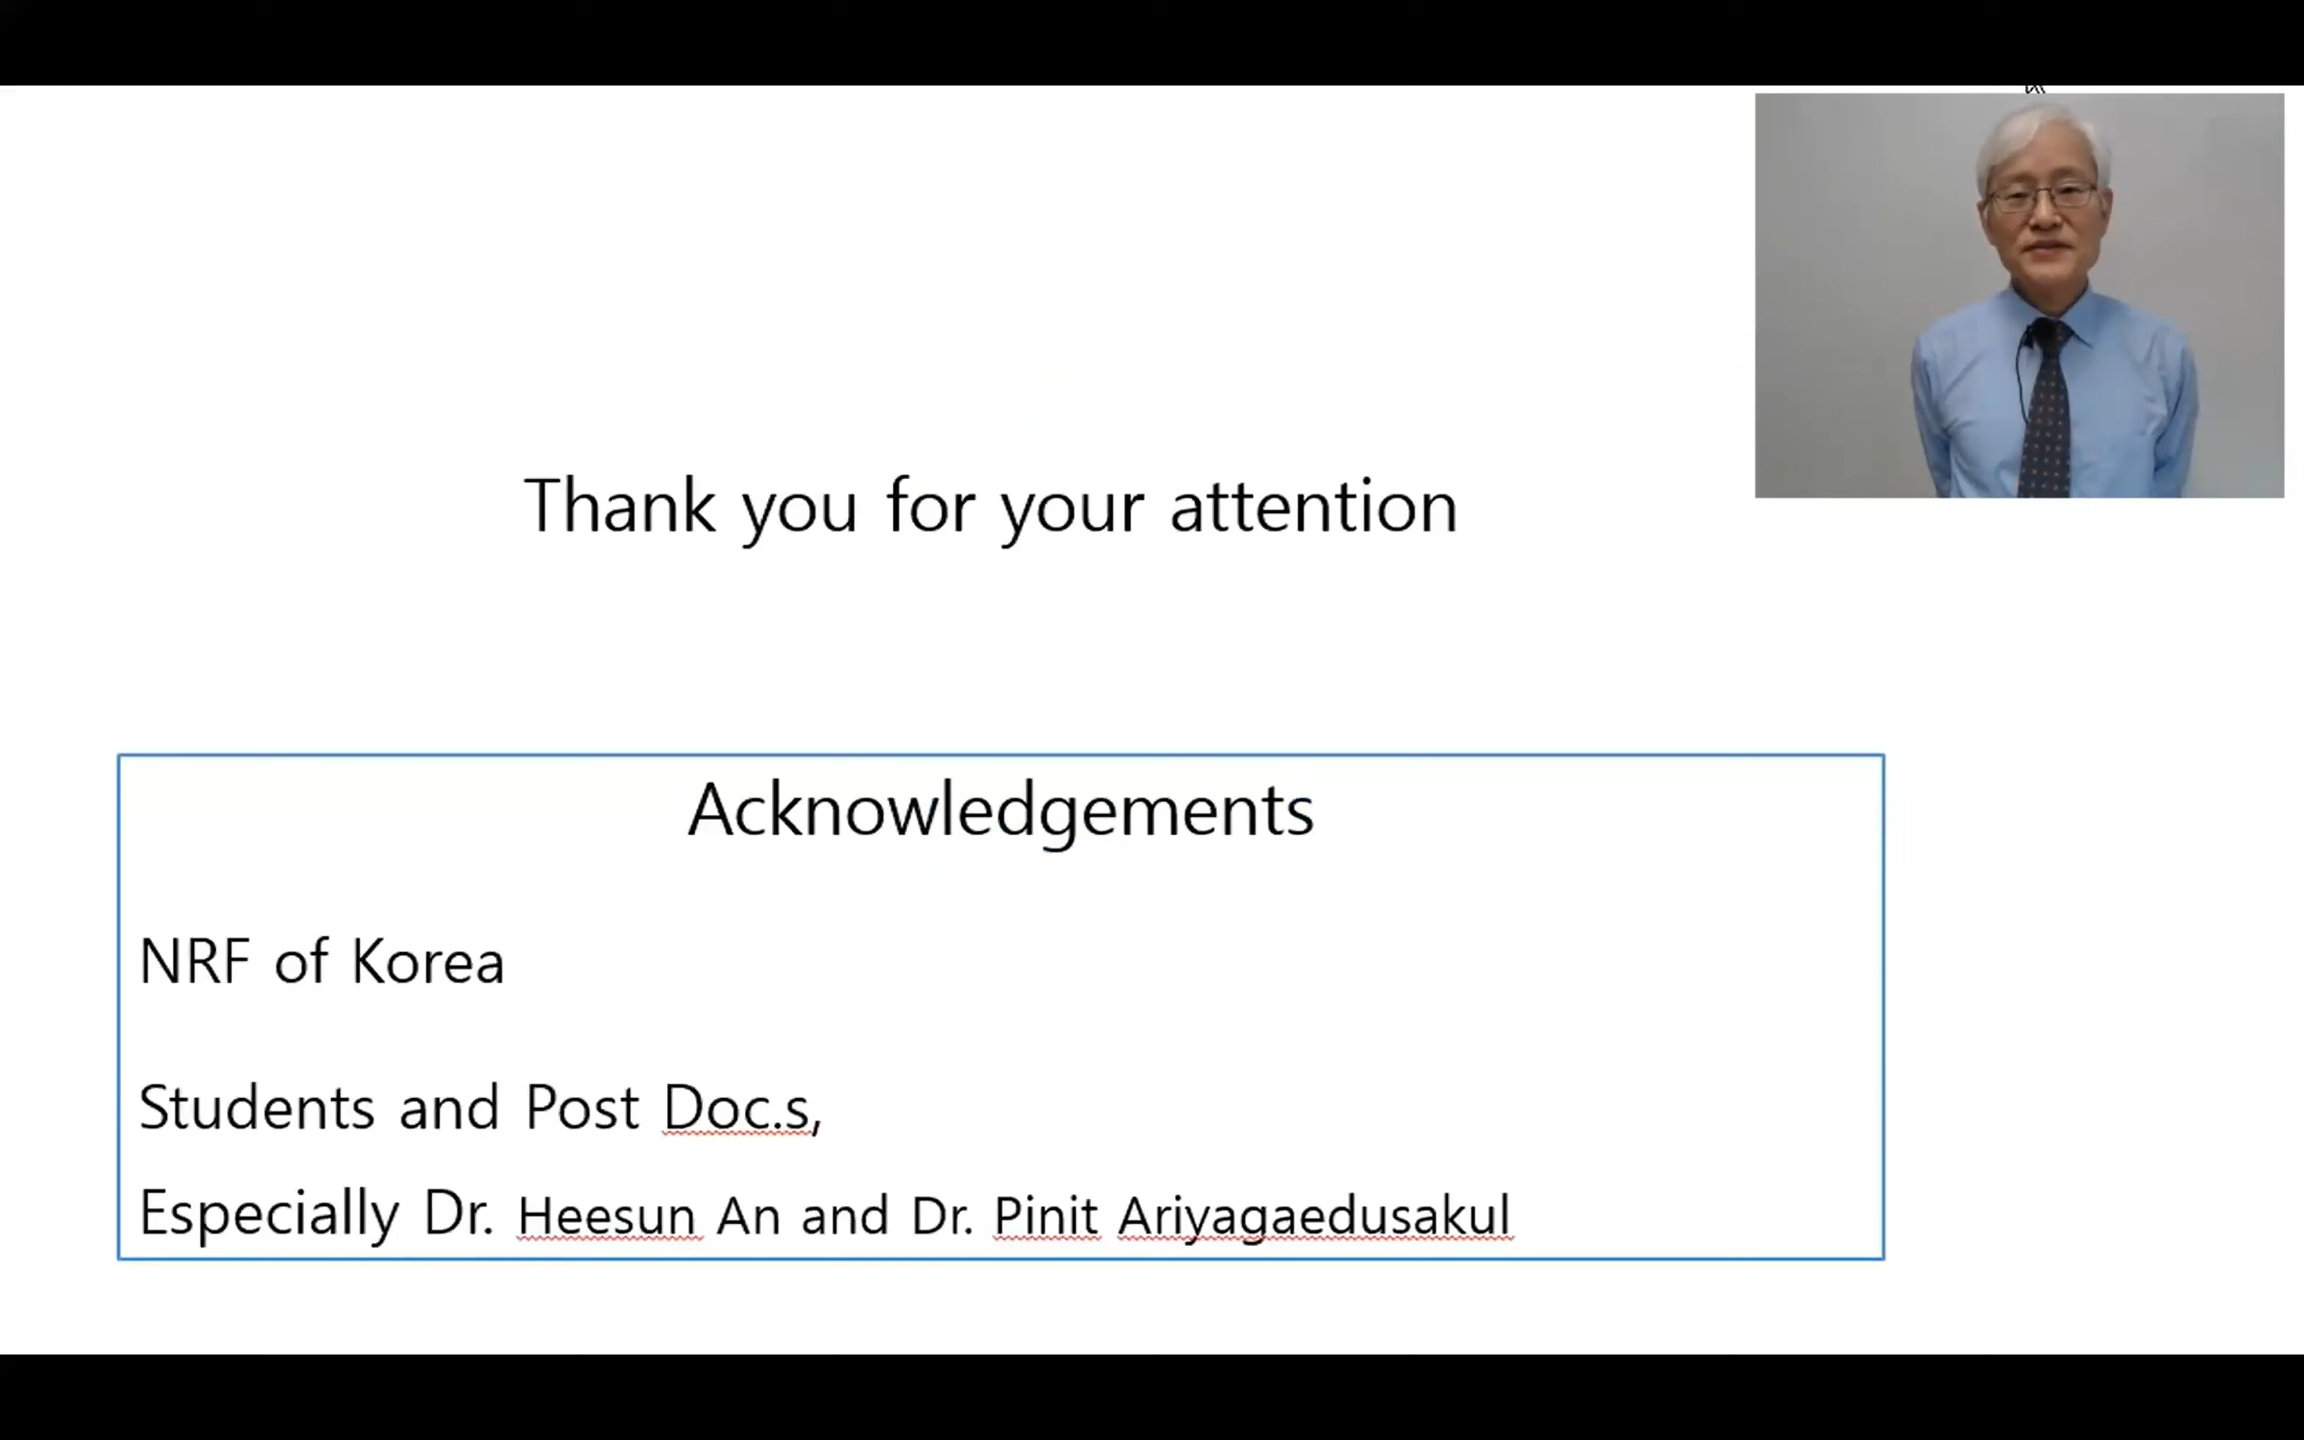 Thank you for your attention
Acknowledgements
NRF of Korea
Students and Post Doc.s,
Especially Dr. Heesun An and Dr. Pinit Ariyagaedusakul